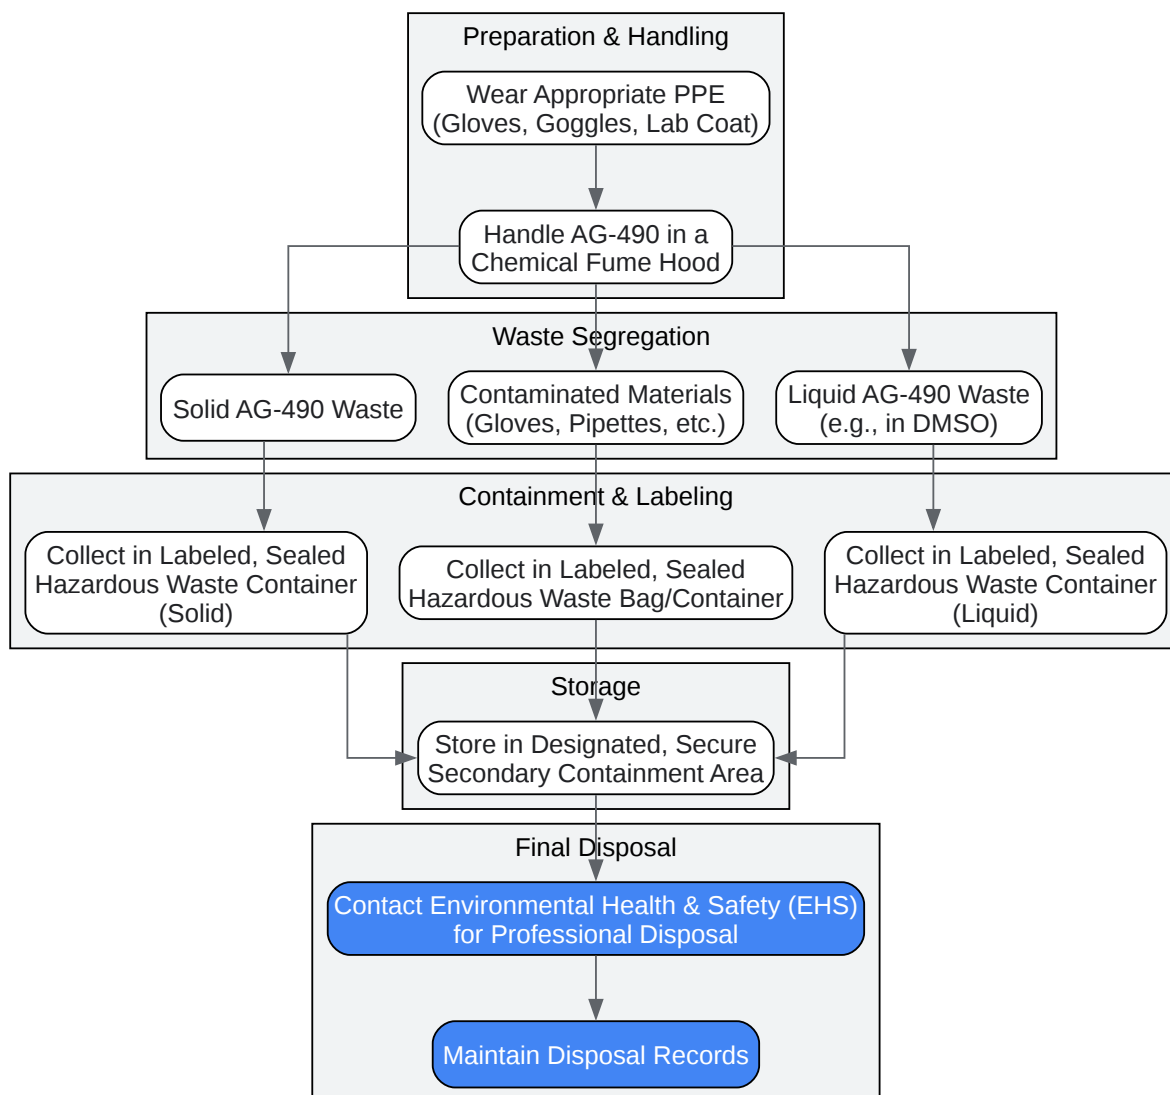 Preparation & Handling
Wear Appropriate PPE
(Gloves, Goggles, Lab Coat)
Handle AG-490 in a
Chemical Fume Hood
Waste Segregation
Solid AG-490 Waste
Contaminated Materials
(Gloves, Pipettes, etc.)
Liquid AG-490 Waste
(e.g., in DMSO)
Containment & Labeling
Collect in Labeled, Sealed
Hazardous Waste Container
(Solid)
Collect in Labeled, Sealed
Hazardous Waste Bag/Container
Collect in Labeled, Sealed
Hazardous Waste Container
(Liquid)
Storage
Store in Designated, Secure
Secondary Containment Area
Final Disposal
Contact Environmental Health & Safety (EHS)
for Professional Disposal
Maintain Disposal Records